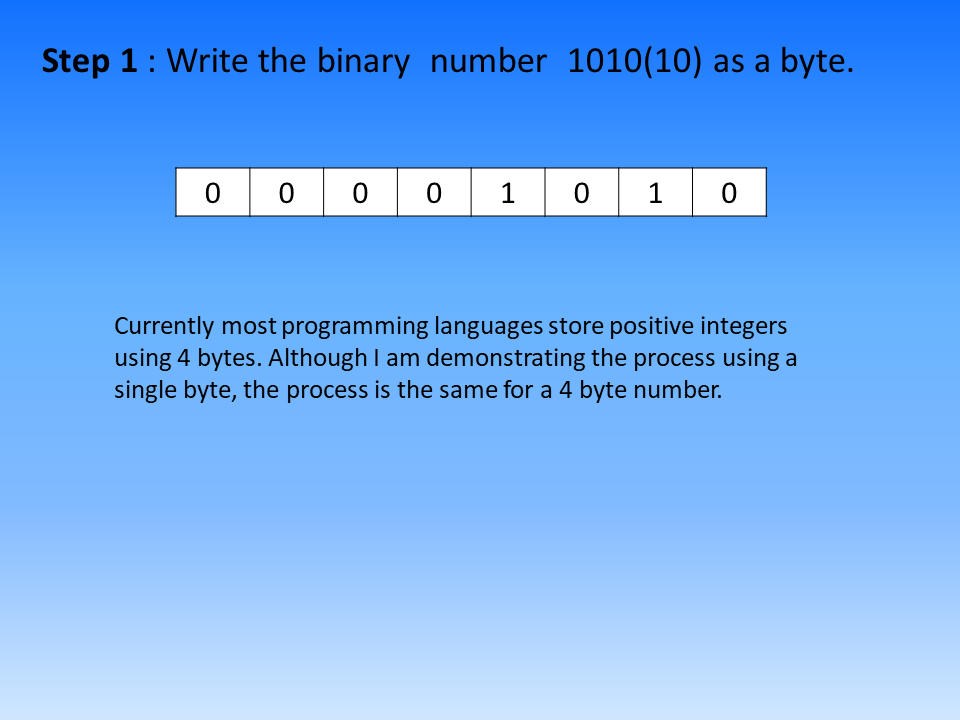 Step 1 : Write the binary  number  1010(10) as a byte.
0 0 0 0 1 0 1 0
Currently most programming languages store positive integers
using 4 bytes. Although I am demonstrating the process using a
single byte, the process is the same for a 4 byte number.